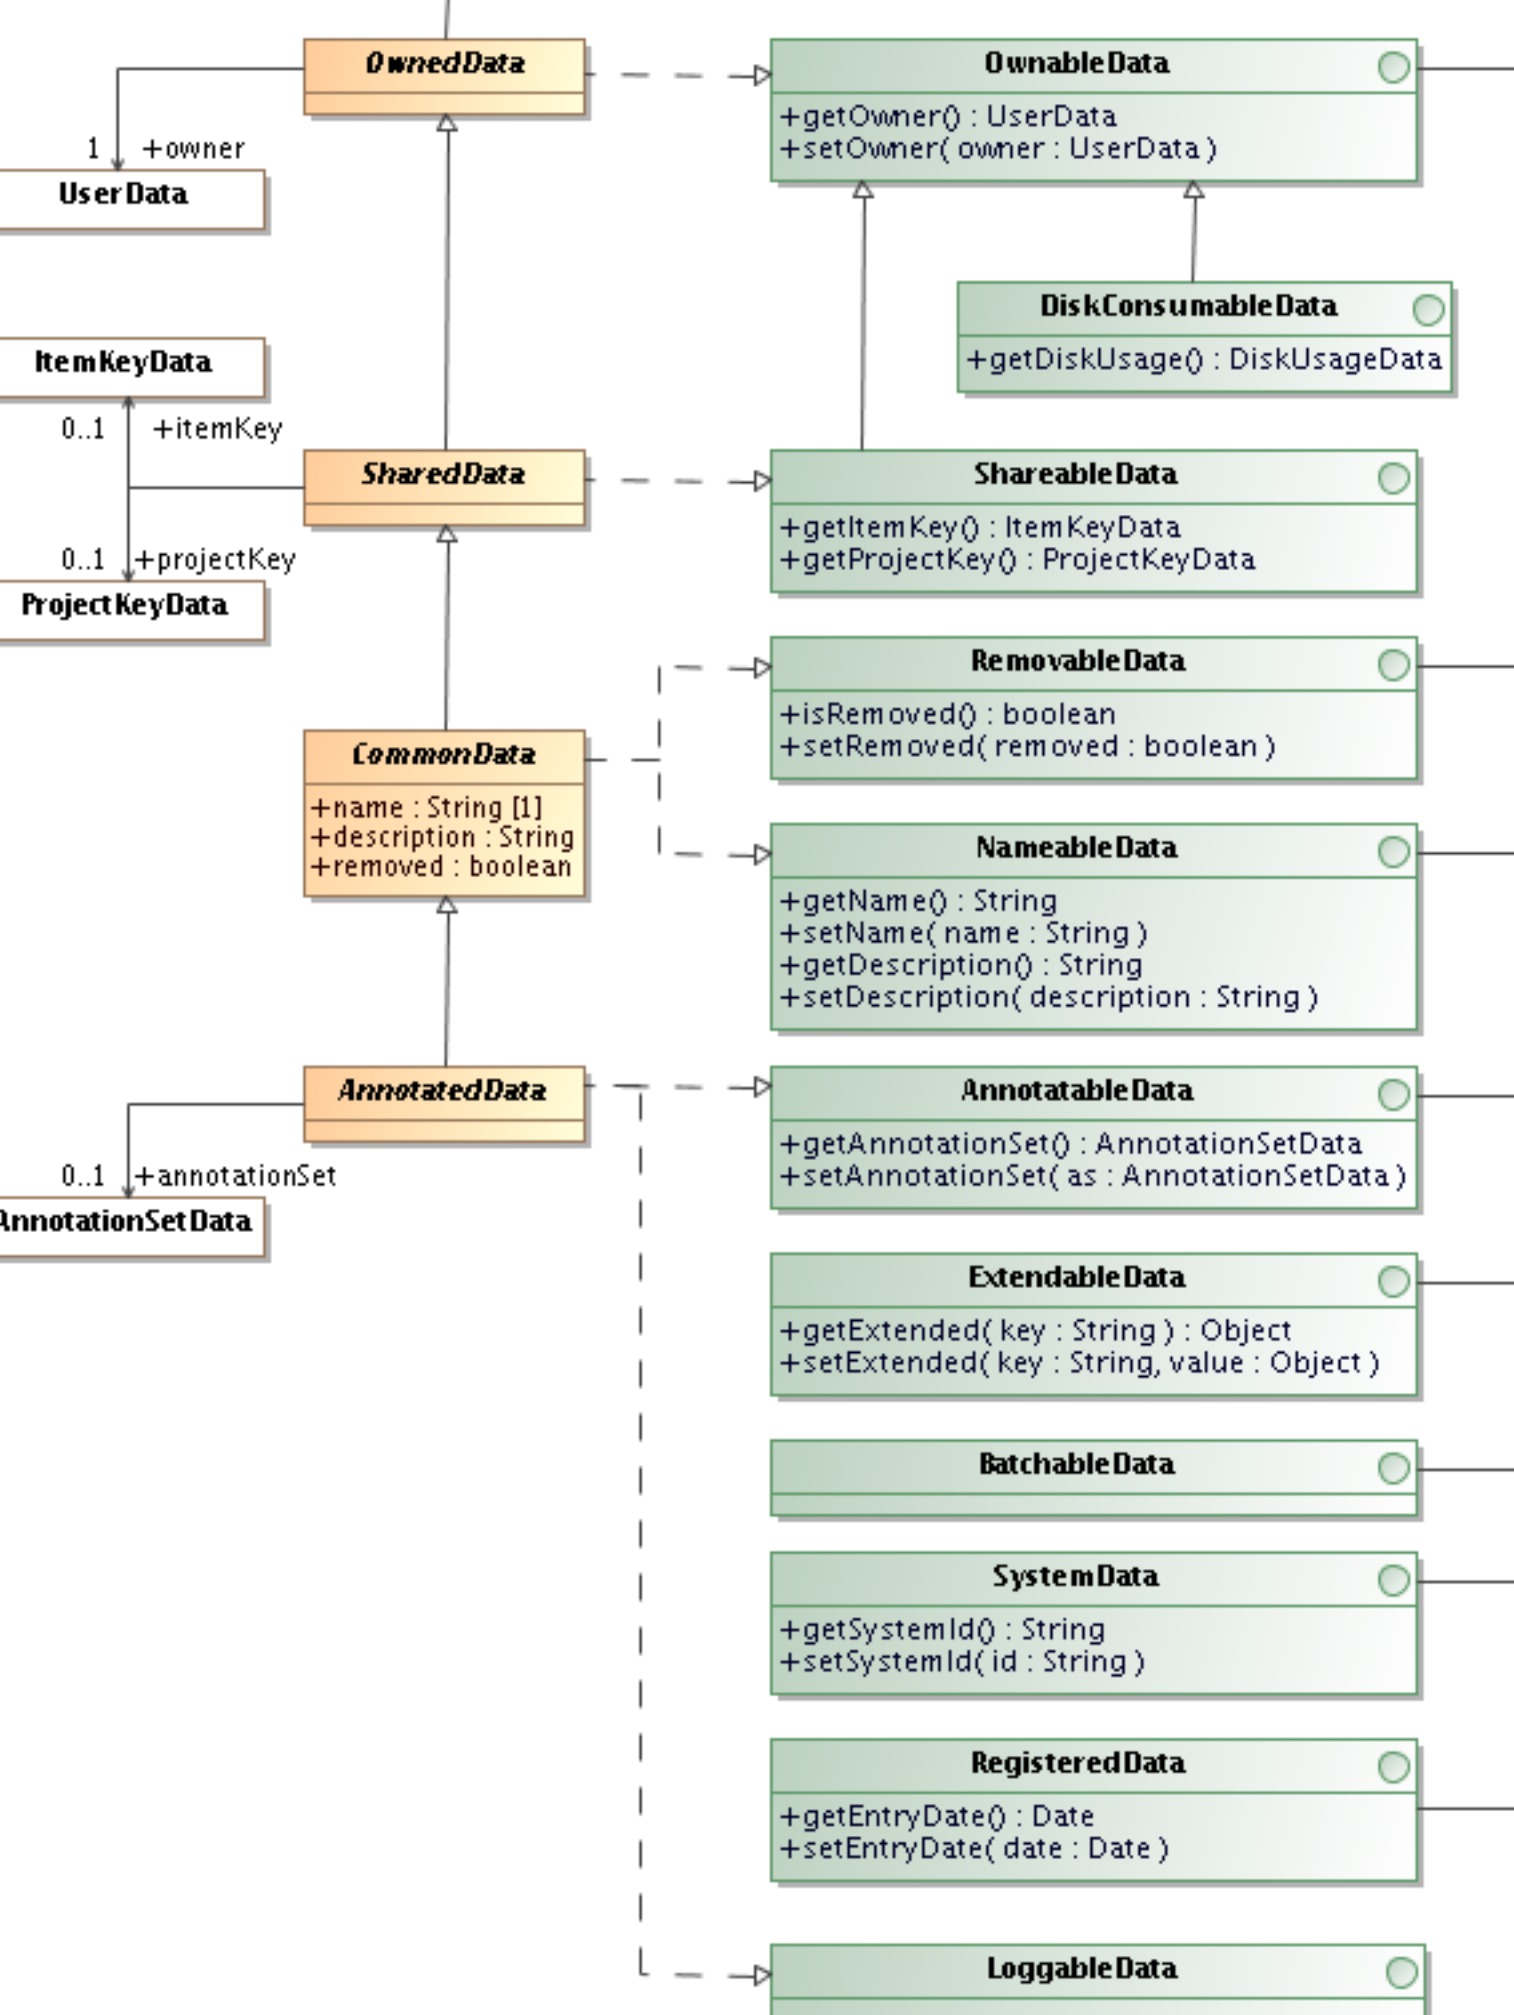 OwnedData
1 +owner
UserData
OwnableData
+getOwner() : UserData
+setOwner( owner : UserData )
DiskConsumableData
+getDiskUsage() : DiskUsageData
ItemKeyData
0..1 +itemKey
SharedData
0..1 +projectKey
ProjectKeyData
ShareableData
+getItemKey() : ItemKeyData
+getProjectKey() : ProjectKeyData
RemovableData
+isRemoved() : boolean
+setRemoved( removed : boolean )
CommonData
+name : String [1]
+description : String
+removed : boolean
NameableData
+getName() : String
+setName( name : String )
+getDescription() : String
+setDescription( description : String )
AnnotatedData
0..1 +annotationSet
AnnotationSetData
AnnotatableData
+getAnnotationSet() : AnnotationSetData
+setAnnotationSet( as : AnnotationSetData )
ExtendableData
+getExtended( key : String ) : Object
+setExtended( key : String, value : Object )
BatchableData
SystemData
+getSystemId() : String
+setSystemId( id : String )
RegisteredData
+getEntryDate() : Date
+setEntryDate( date : Date )
LoggableData